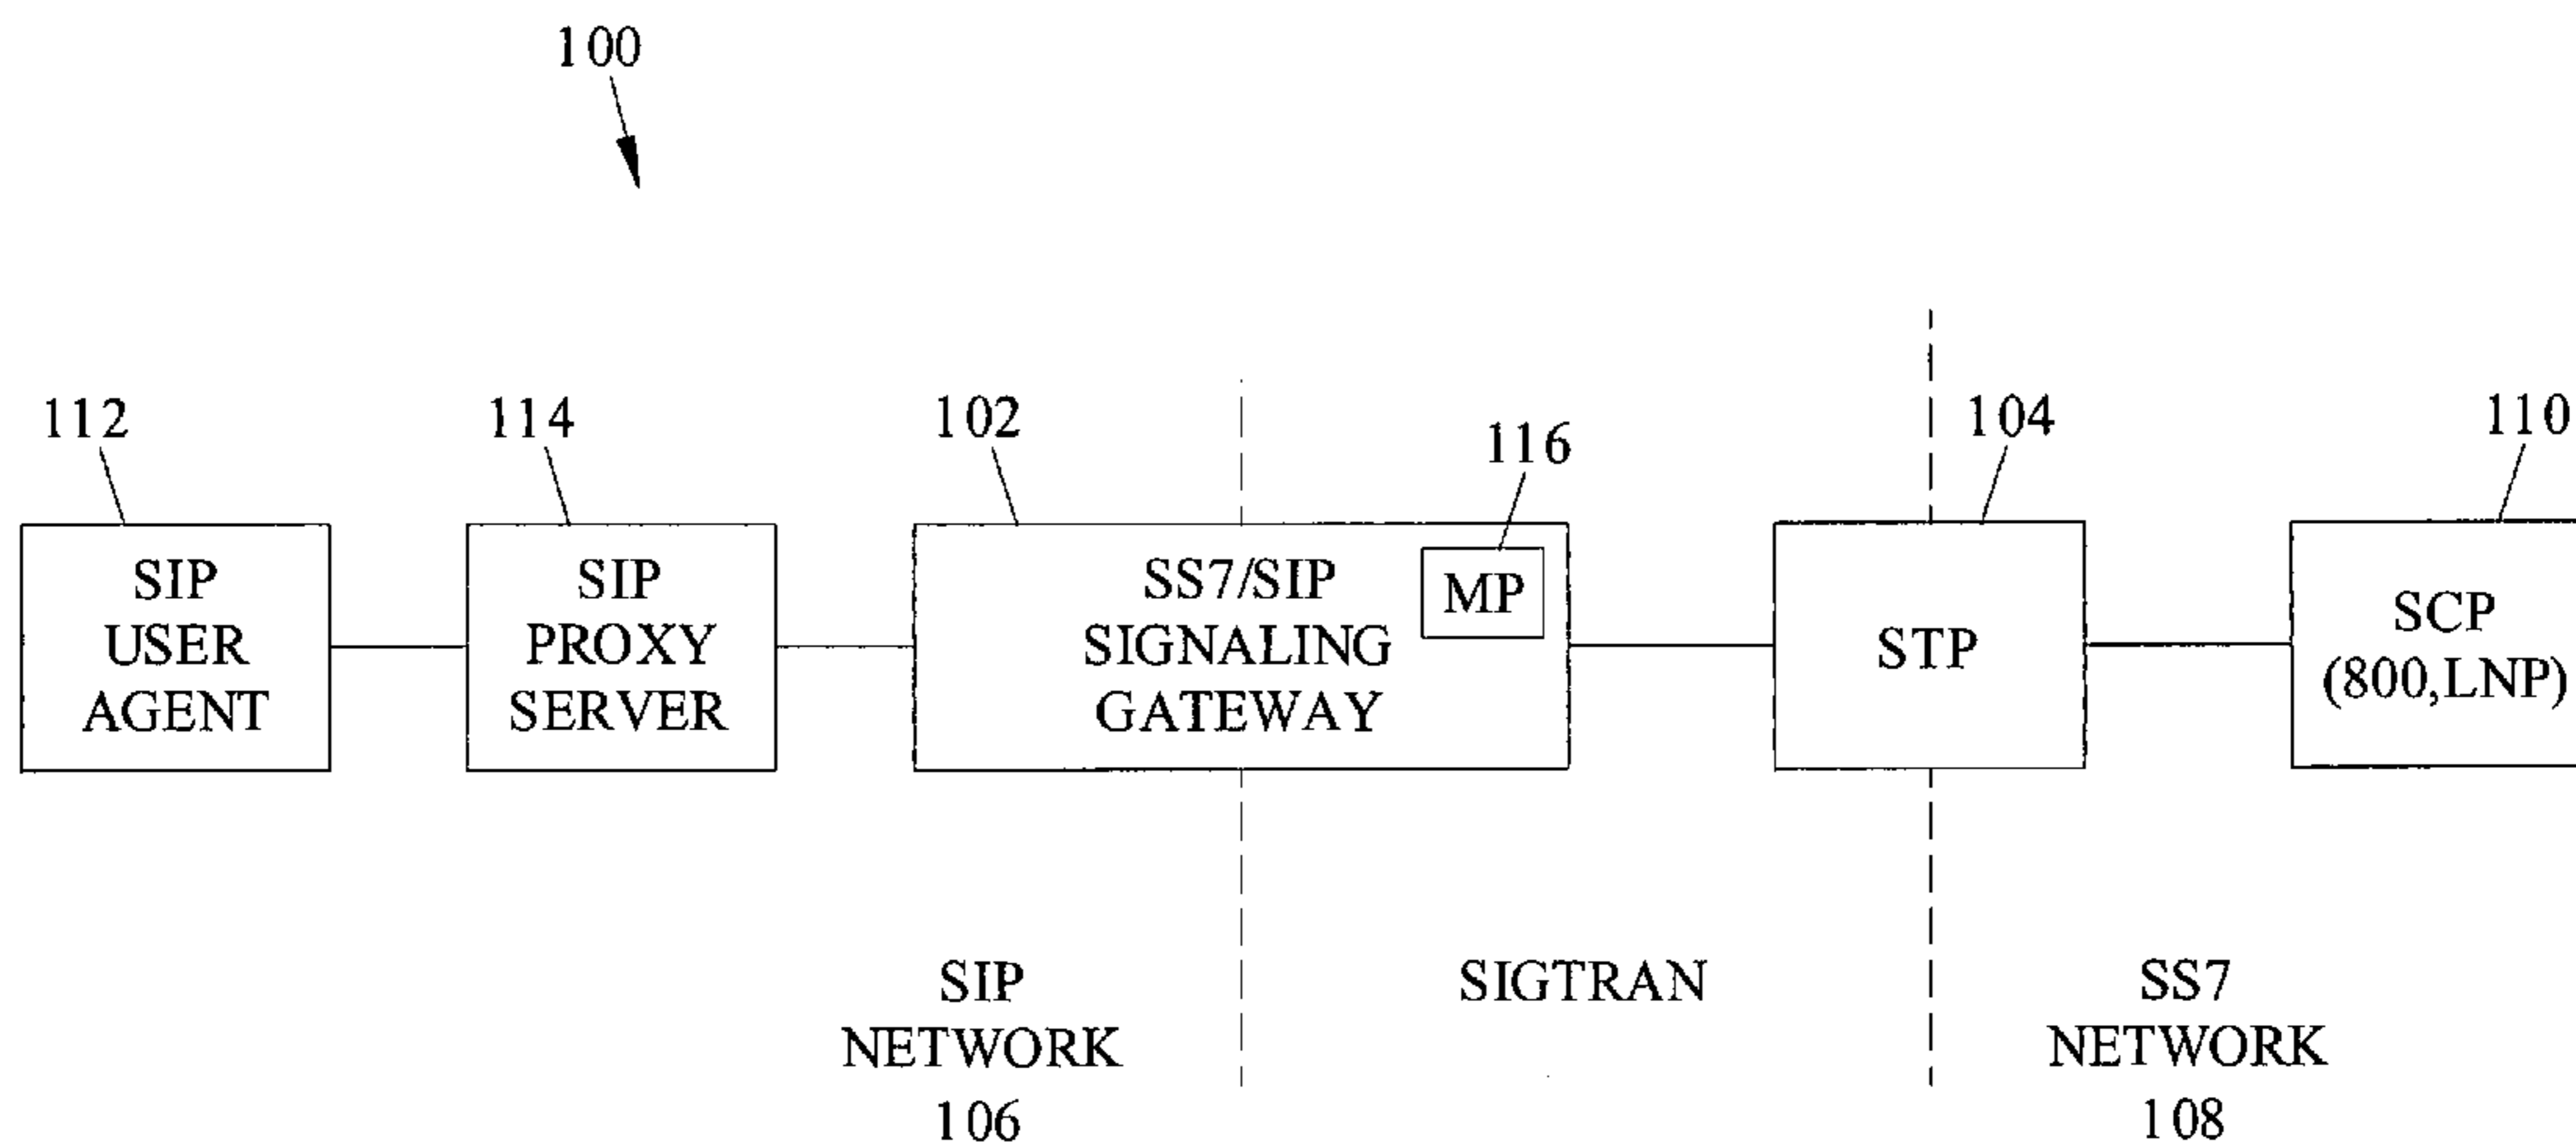 100
112
114
102
116
104
110
SIP
USER
AGENT
SIP
PROXY
SERVER
SS7/SIP
SIGNALING
GATEWAY
MP
STP
SCP
(800,LNP)
SIP
NETWORK
106
SIGTRAN
SS7
NETWORK
108